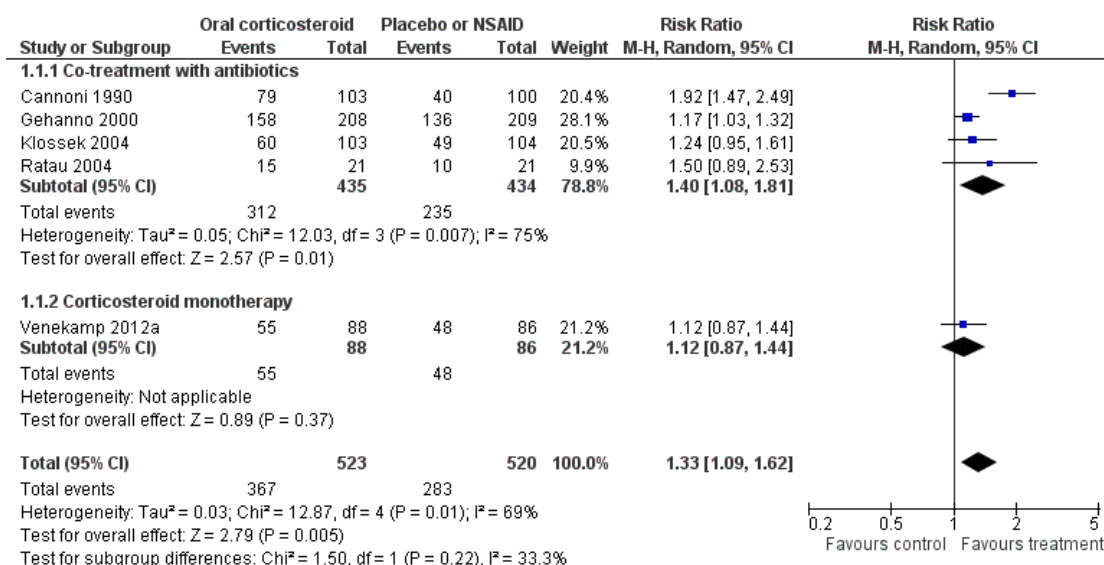 Oral corticosteroid Placebo or NSAID Risk Ratio Risk Ratio
Study or Subgroup Events Total Events Total Weight M-H, Random, 95% CI M-H, Random, 95% CI
1.1.1 Co-treatment with antibiotics
Cannoni 1990 79 103 40 100 20.4% 1.92 [1.47, 2.49]
Gehanno 2000 158 208 136 209 28.1% 1.17 [1.03, 1.32]
Klossek 2004 60 103 49 104 20.5% 1.24 [0.95, 1.61]
Ratau 2004 15 21 10 21 9.9% 1.50 [0.89, 2.53]
Subtotal (95% CI) 435 434 78.8% 1.40 [1.08, 1.81]
Total events 312 235
Heterogeneity: Tau² = 0.05; Chi² = 12.03, df = 3 (P = 0.007); I² = 75%
Test for overall effect: Z = 2.57 (P = 0.01)
1.1.2 Corticosteroid monotherapy
Venekamp 2012a 55 88 48 86 21.2% 1.12 [0.87, 1.44]
Subtotal (95% CI) 88 86 21.2% 1.12 [0.87, 1.44]
Total events 55 48
Heterogeneity: Not applicable
Test for overall effect: Z = 0.89 (P = 0.37)
Total (95% CI) 523 520 100.0% 1.33 [1.09, 1.62]
Total events 367 283
Heterogeneity: Tau² = 0.03; Chi² = 12.87, df = 4 (P = 0.01); I² = 69%
Test for overall effect: Z = 2.79 (P = 0.005)
Test for subgroup differences: Chi² = 1.50, df = 1 (P = 0.22), I² = 33.3%
0.2 0.5 1 2 5
Favours control Favours treatment